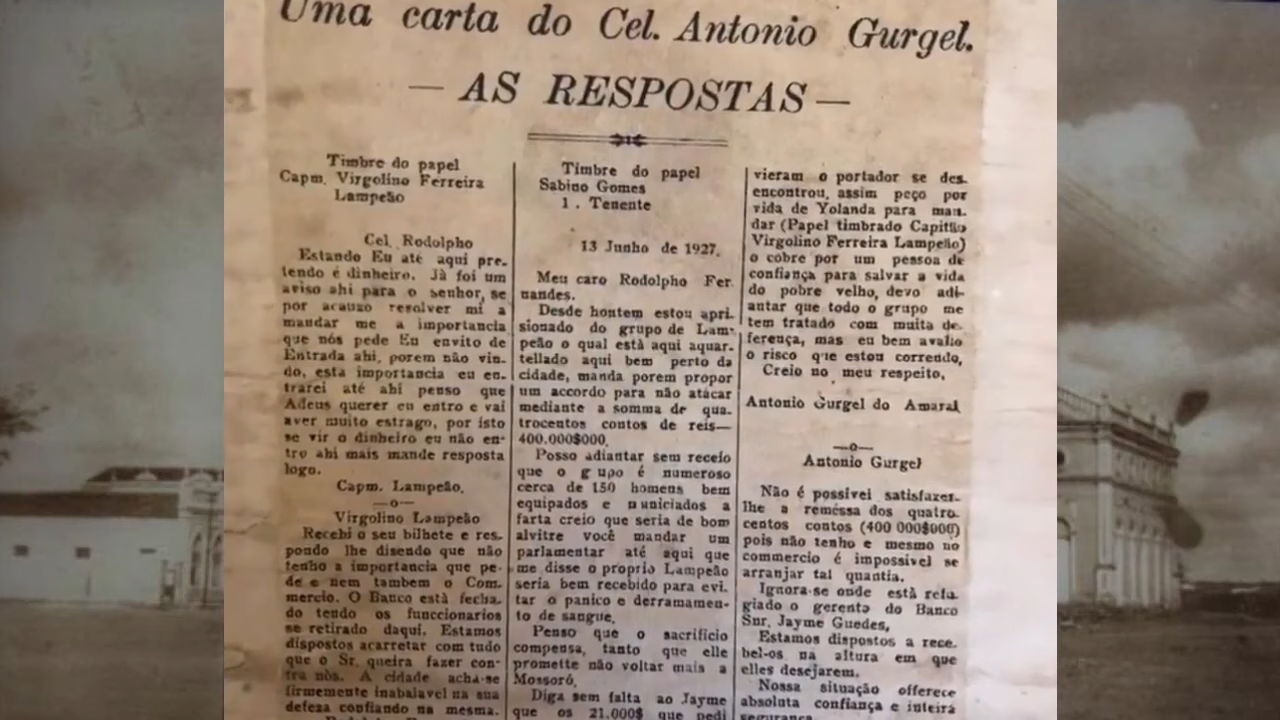 Uma carta do Cel. Antonio Gurgel.
— AS RESPOSTAS —
Timbre do papel
Capm. Virgolino Ferreira
Lampeão
Cel. Rodolpho
Estando Eu até aqui pre-
tendo é dinheiro. Já foi um
aviso ahi para o senhor, se
por acauzo resolver mi a
mandar me a importancia
que nós pede Eu envito de
Entrada ahi, porem não vin-
do, esta importancia eu en-
trarei até ahi penso que
Adeus querer eu entro e vai
aver muito estrago, por isto
se vir o dinheiro eu não en-
tro ahi mais mande resposta
logo.
Capm. Lampeão.
—o—
Virgolino Lampeão
Recebi o seu bilhete e res-
pondo lhe disendo que não
tenho a importancia que pe-
de e nem tambem o Com-
mercio. O Banco está fecha-
do tendo os funccionarios
se retirado daqui. Estamos
dispostos acarretar com tudo
que o Sr. queira fazer con-
tra nós. A cidade acha-se
firmemente inabalavel na sua
defeza confiando na mesma.
Timbre do papel
Sabino Gomes
1. Tenente
13 Junho de 1927.
Meu caro Rodolpho Fer
nandes.
Desde hontem estou apri-
sionado do grupo de Lam-
peão o qual está aqui aquar-
tellado aqui bem perto da
cidade, manda porem propor
um accordo para não atacar
mediante a somma de qua-
trocentos contos de reis—
400.000$000.
Posso adiantar sem receio
que o g upo é numeroso
cerca de 150 homens bem
equipados e municiados a
farta creio que seria de bom
alvitre você mandar um
parlamentar até aqui que
me disse o proprio Lampeão
seria bem recebido para evi.
tar o panico e derramamen-
to de sangue.
Penso que o sacrificio
compensa, tanto que elle
promette não voltar mais a
Mossoró.
Diga sem falta ao Jayme
que os 21.000$ que pedi
vieram o portador se des.
encontrou, assim peço por
vida de Yolanda para man.
dar (Papel timbrado Capitão
Virgolino Ferreira Lampeão)
o cobre por um pessoa de
confiança para salvar a vida
do pobre velho, devo adi-
antar que todo o grupo me
tem tratado com muita de.
ferença, mas eu bem avalio
o risco que estou correndo,
Creio no meu respeito.
Antonio Gurgel do Amaral
—o—
Antonio Gurgel
Não é possivel satisfazer-
lhe a reméssa dos quatro-
centos contos (400 000$000)
pois não tenho e mesmo no
commercio é impossivel se
arranjar tal quantia.
Ignora-se onde está refu-
giado o gerente do Banco
Snr. Jayme Guedes,
Estamos dispostos a rece-
bel-os na altura em que
elles desejarem.
Nossa situação offerece
absoluta confiança e inteira
segurança.